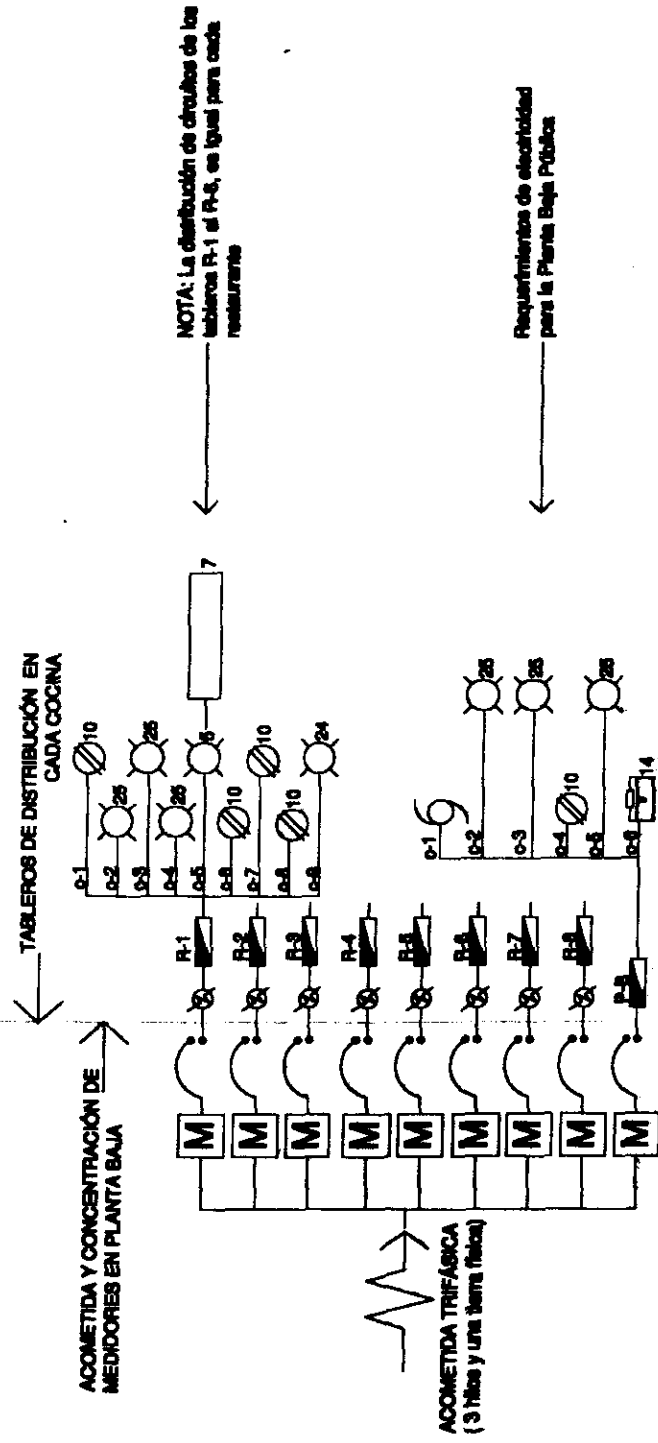 TABLEROS DE DISTRIBUCIÓN EN
CADA COCINA
ACOMETIDA Y CONCENTRACIÓN DE
MEDIDORES EN PLANTA BAJA
ACOMETIDA TRIFÁSICA
( 3 hilos y una tierra física)
M
M
M
M
M
M
M
M
M
R-1
R-2
R-3
R-4
R-5
R-6
R-7
R-8
P-B
c-1
10
c-2
25
c-3
25
c-4
25
c-5
5
7
c-6
10
c-7
10
c-8
10
c-9
24
c-1
c-2
25
c-3
25
c-4
10
c-5
25
c-6
14
NOTA: La distribución de circuitos de los
tableros R-1 al R-8, es igual para cada
restaurante
Requerimientos de electricidad
para la Planta Baja Pública